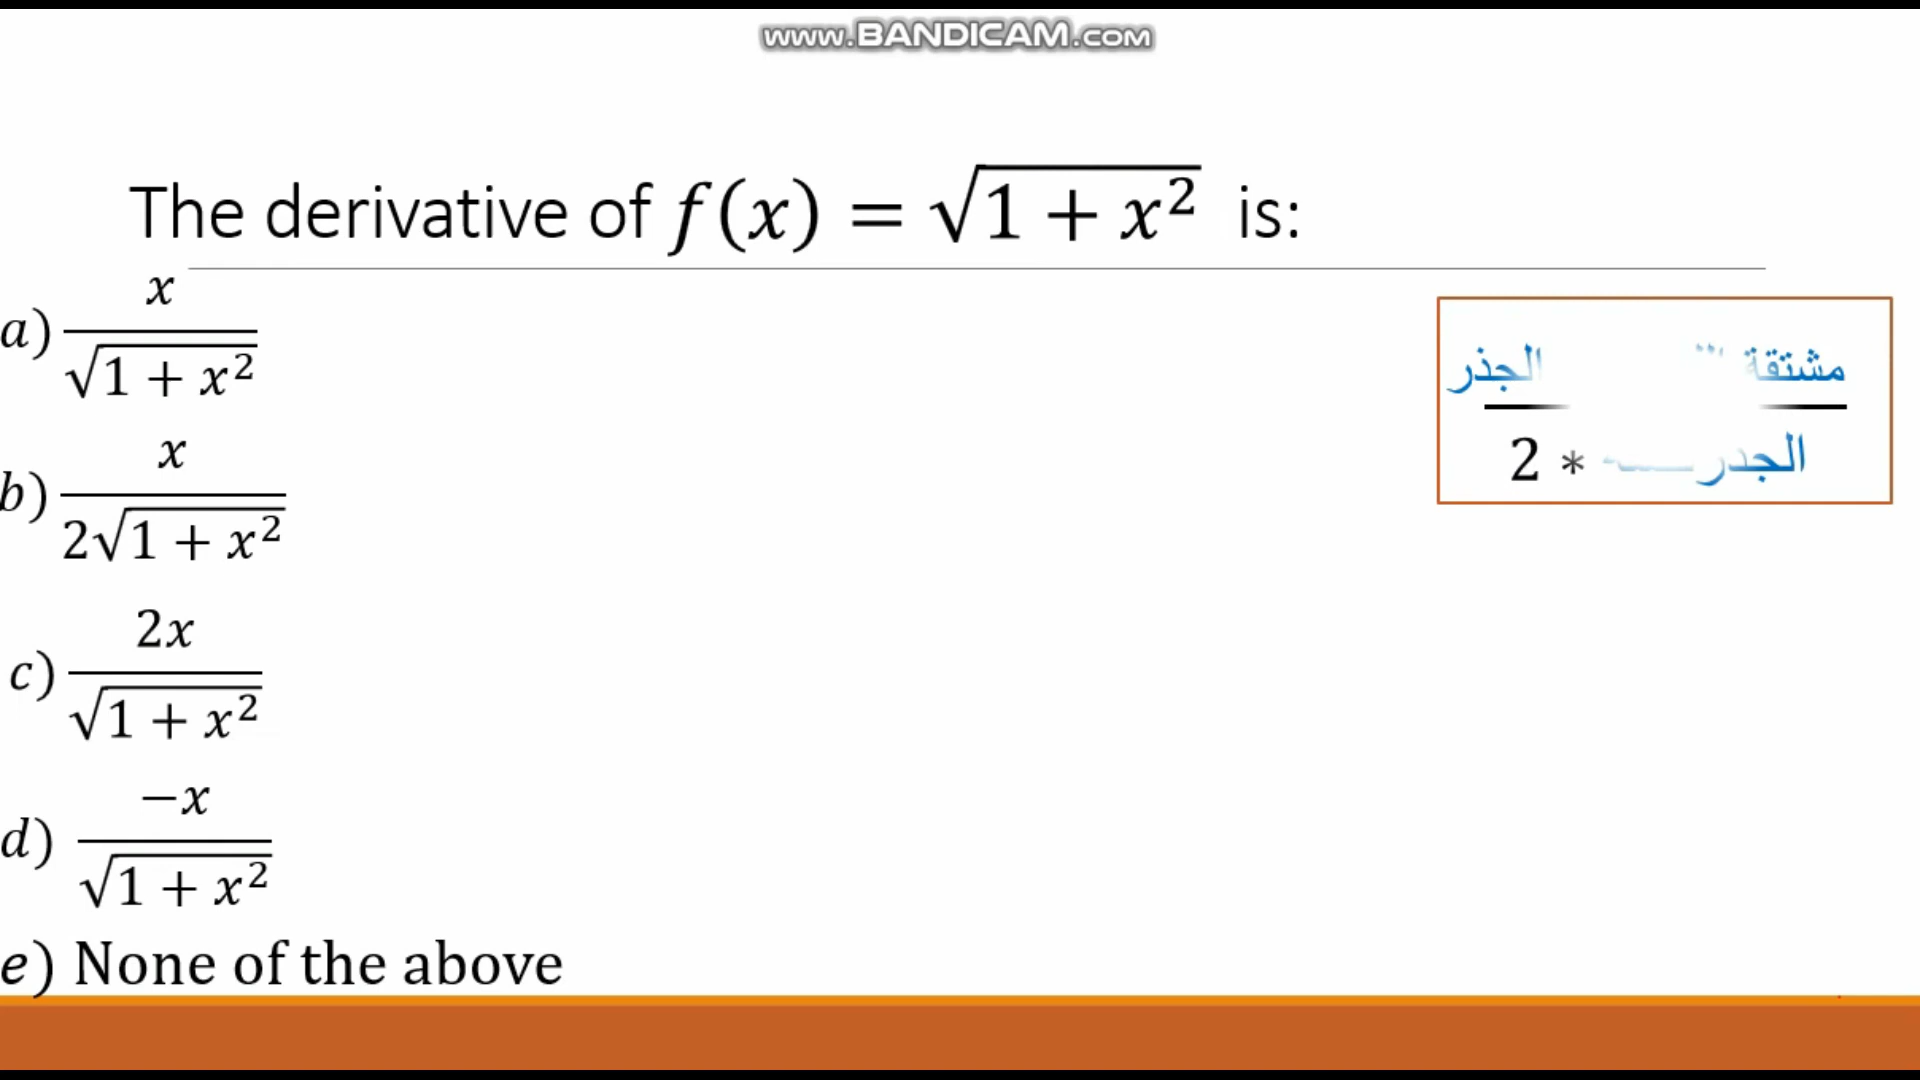 www.BANDICAM.com
The derivative of f(x) = √(1 + x²) is:
a) x / √(1 + x²)
b) x / 2√(1 + x²)
c) 2x / √(1 + x²)
d) −x / √(1 + x²)
e) None of the above
مشتقة الجذر
2 *